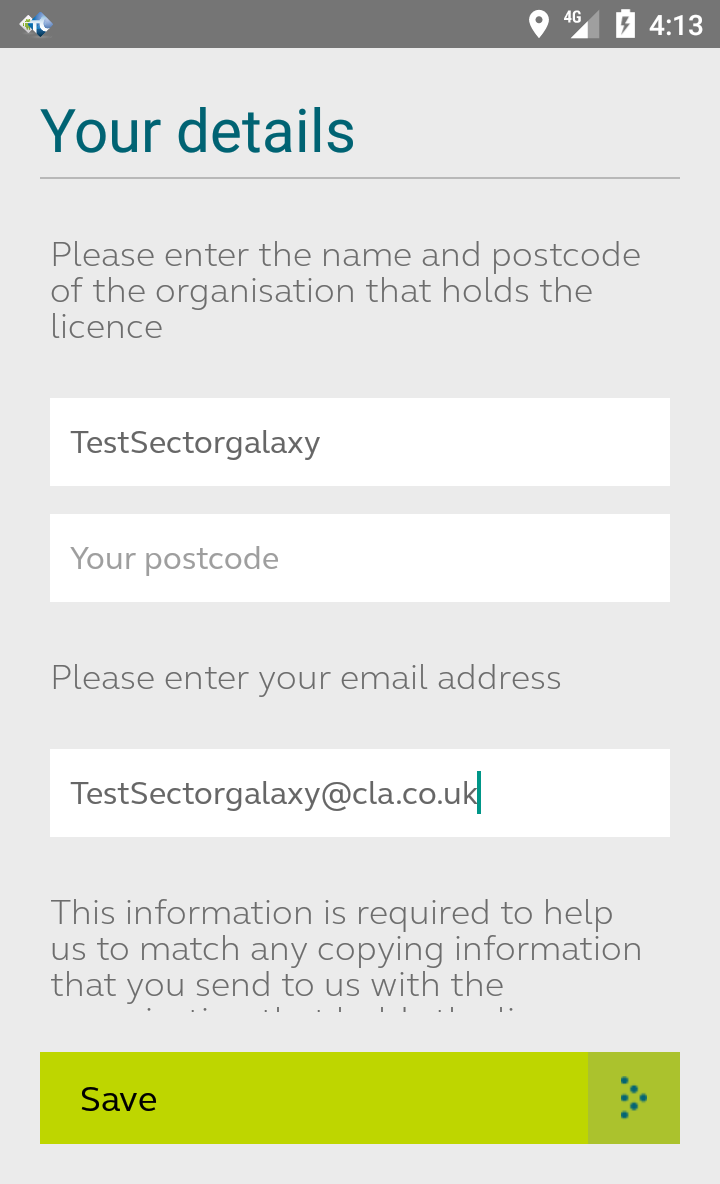 4G 4:13
Your details
Please enter the name and postcode
of the organisation that holds the
licence
TestSectorgalaxy
Your postcode
Please enter your email address
TestSectorgalaxy@cla.co.uk
This information is required to help
us to match any copying information
that you send to us with the
Save